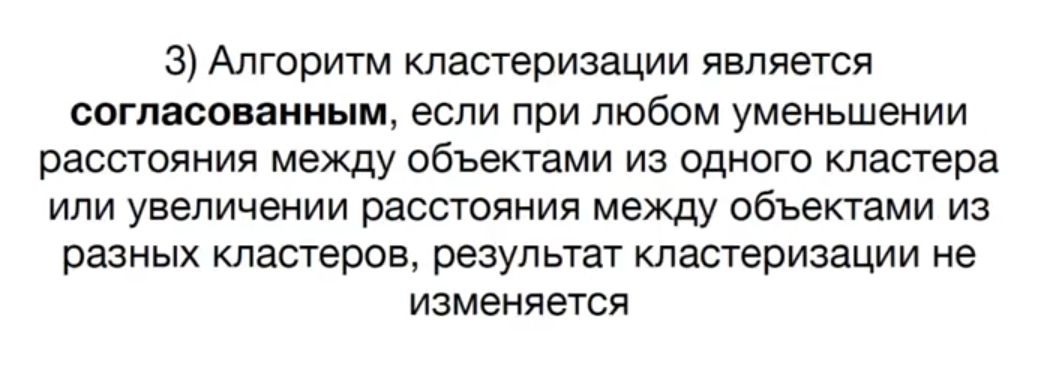 3) Алгоритм кластеризации является
согласованным, если при любом уменьшении
расстояния между объектами из одного кластера
или увеличении расстояния между объектами из
разных кластеров, результат кластеризации не
изменяется